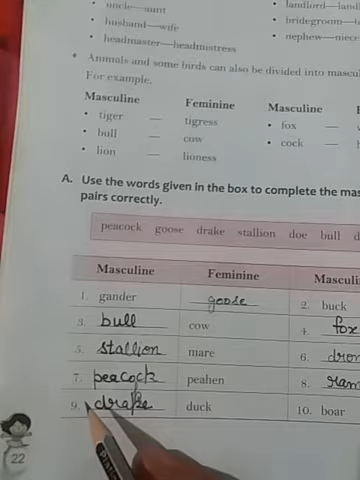 uncle—aunt • landlord—
• husband—wife • bridegroom—
• headmaster—headmistress nephew—niece
• Animals and some birds can also be divided into
For example.
Masculine Feminine Masculine
• tiger — tigress • fox —
• bull — cow • cock —
• lion — lioness
A. Use the words given in the box to complete the
pairs correctly.
peacock goose drake stallion doe bull
Masculine Feminine
1. gander goose 2. buck
3. bull cow 4. fox
5. stallion mare 6.
7. peacock peahen 8. ram
9. drake duck 10. boar
22